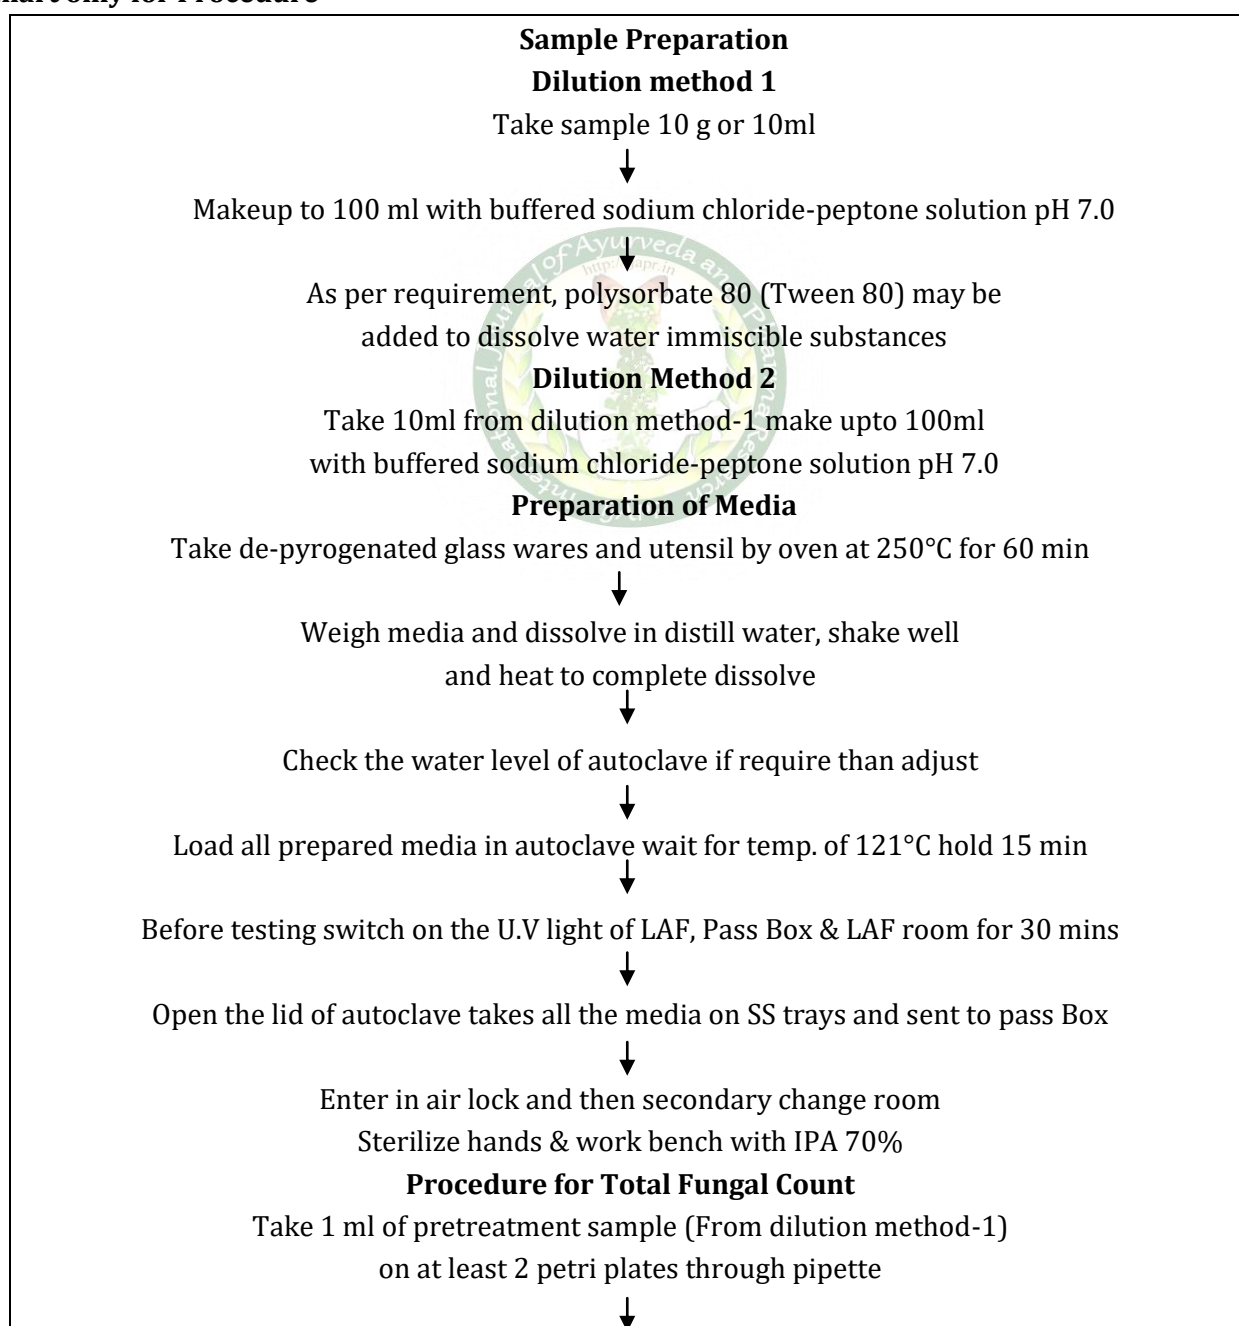 Sample Preparation
Dilution method 1
Take sample 10 g or 10ml
Makeup to 100 ml with buffered sodium chloride-peptone solution pH 7.0
As per requirement, polysorbate 80 (Tween 80) may be
added to dissolve water immiscible substances
Dilution Method 2
Take 10ml from dilution method-1 make upto 100ml
with buffered sodium chloride-peptone solution pH 7.0
Preparation of Media
Take de-pyrogenated glass wares and utensil by oven at 250°C for 60 min
Weigh media and dissolve in distill water, shake well
and heat to complete dissolve
Check the water level of autoclave if require than adjust
Load all prepared media in autoclave wait for temp. of 121°C hold 15 min
Before testing switch on the U.V light of LAF, Pass Box & LAF room for 30 mins
Open the lid of autoclave takes all the media on SS trays and sent to pass Box
Enter in air lock and then secondary change room
Sterilize hands & work bench with IPA 70%
Procedure for Total Fungal Count
Take 1 ml of pretreatment sample (From dilution method-1)
on at least 2 petri plates through pipette